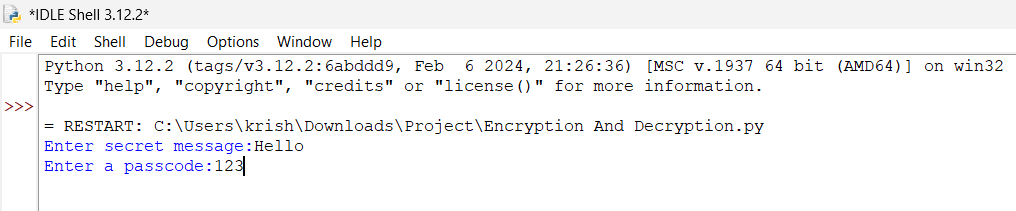 *IDLE Shell 3.12.2*
File Edit Shell Debug Options Window Help
Python 3.12.2 (tags/v3.12.2:6abddd9, Feb  6 2024, 21:26:36) [MSC v.1937 64 bit (AMD64)] on win32
Type "help", "copyright", "credits" or "license()" for more information.
>>>
= RESTART: C:\Users\krish\Downloads\Project\Encryption And Decryption.py
Enter secret message:Hello
Enter a passcode:123